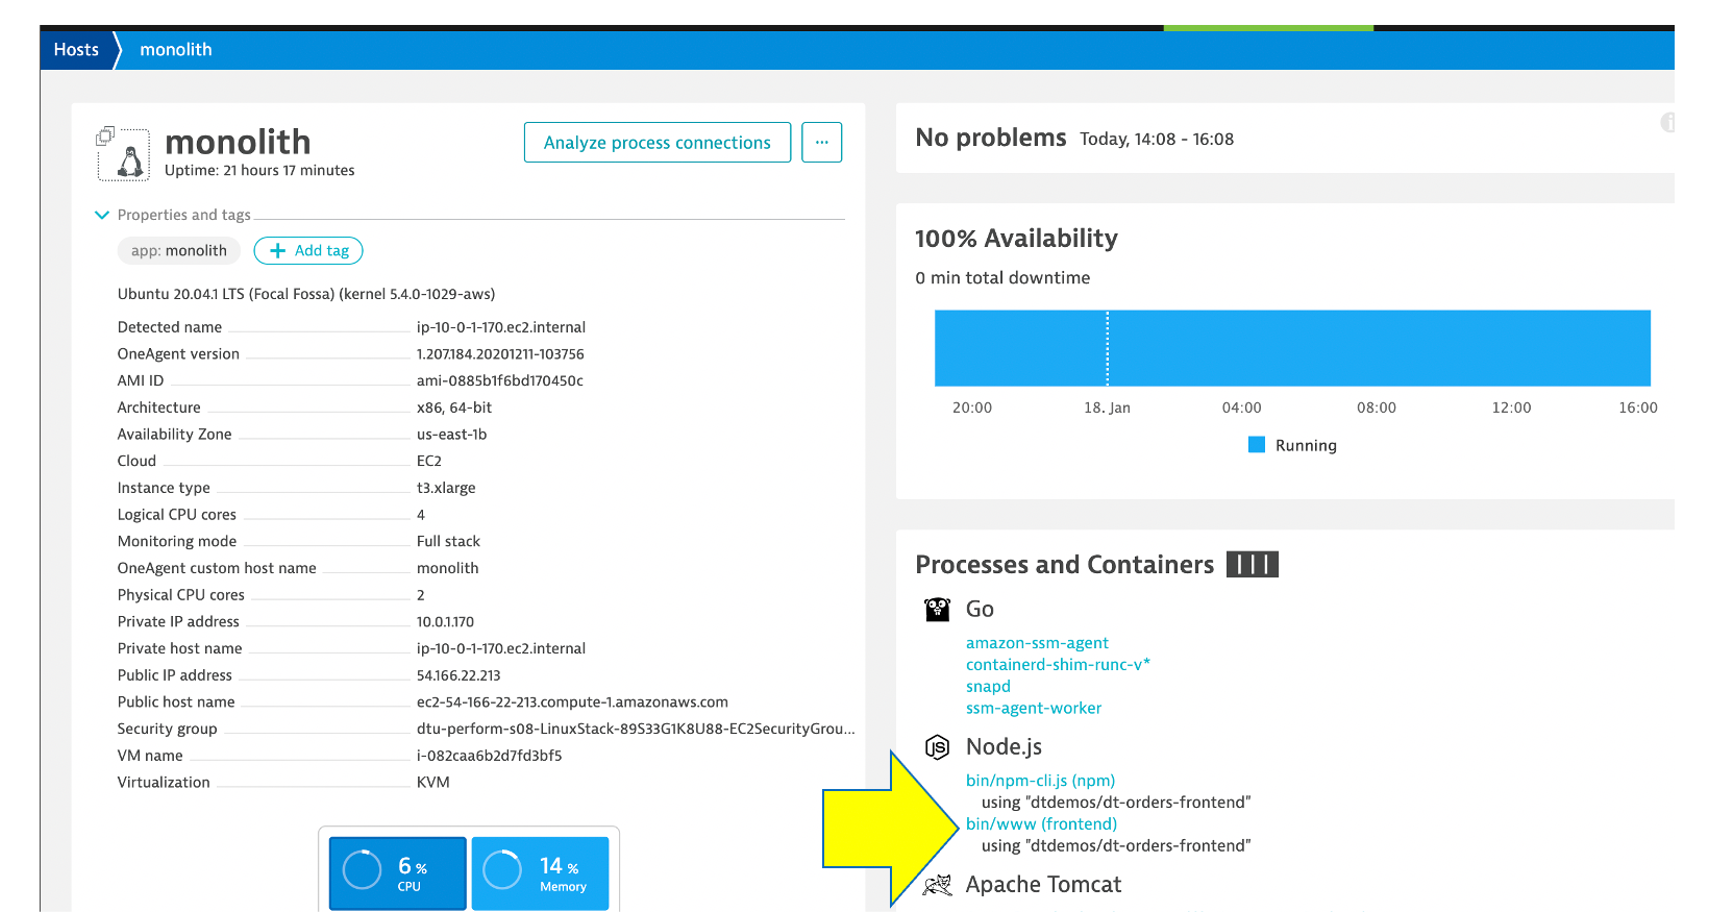 Hosts
monolith
monolith
Uptime: 21 hours 17 minutes
Analyze process connections
...
Properties and tags
app: monolith
+ Add tag
Ubuntu 20.04.1 LTS (Focal Fossa) (kernel 5.4.0-1029-aws)
Detected name ip-10-0-1-170.ec2.internal
OneAgent version 1.207.184.20201211-103756
AMI ID ami-0885b1f6bd170450c
Architecture x86, 64-bit
Availability Zone us-east-1b
Cloud EC2
Instance type t3.xlarge
Logical CPU cores 4
Monitoring mode Full stack
OneAgent custom host name monolith
Physical CPU cores 2
Private IP address 10.0.1.170
Private host name ip-10-0-1-170.ec2.internal
Public IP address 54.166.22.213
Public host name ec2-54-166-22-213.compute-1.amazonaws.com
Security group dtu-perform-s08-LinuxStack-89S33G1K8U88-EC2SecurityGrou...
VM name i-082caa6b2d7fd3bf5
Virtualization KVM
6 %
CPU
14 %
Memory
No problems Today, 14:08 - 16:08
100% Availability
0 min total downtime
20:00 18. Jan 04:00 08:00 12:00 16:00
Running
Processes and Containers
Go
amazon-ssm-agent
containerd-shim-runc-v*
snapd
ssm-agent-worker
JS Node.js
bin/npm-cli.js (npm)
using "dtdemos/dt-orders-frontend"
bin/www (frontend)
using "dtdemos/dt-orders-frontend"
Apache Tomcat